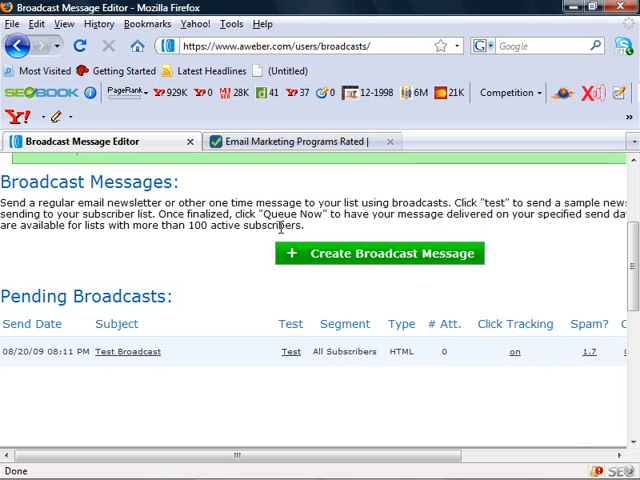 Broadcast Message Editor - Mozilla Firefox
File Edit View History Bookmarks Yahoo! Tools Help
https://www.aweber.com/users/broadcasts/
Google
Most Visited Getting Started Latest Headlines (Untitled)
SEOBOOK PageRank 929K 0 28K 41 37 0 12-1998 6M 21K Competition
Broadcast Message Editor Email Marketing Programs Rated |
Broadcast Messages:
Send a regular email newsletter or other one time message to your list using broadcasts. Click "test" to send a sample new
sending to your subscriber list. Once finalized, click "Queue Now" to have your message delivered on your specified send da
are available for lists with more than 100 active subscribers.
+ Create Broadcast Message
Pending Broadcasts:
Send Date Subject Test Segment Type # Att. Click Tracking Spam?
08/20/09 08:11 PM Test Broadcast Test All Subscribers HTML 0 on 1.7
Done